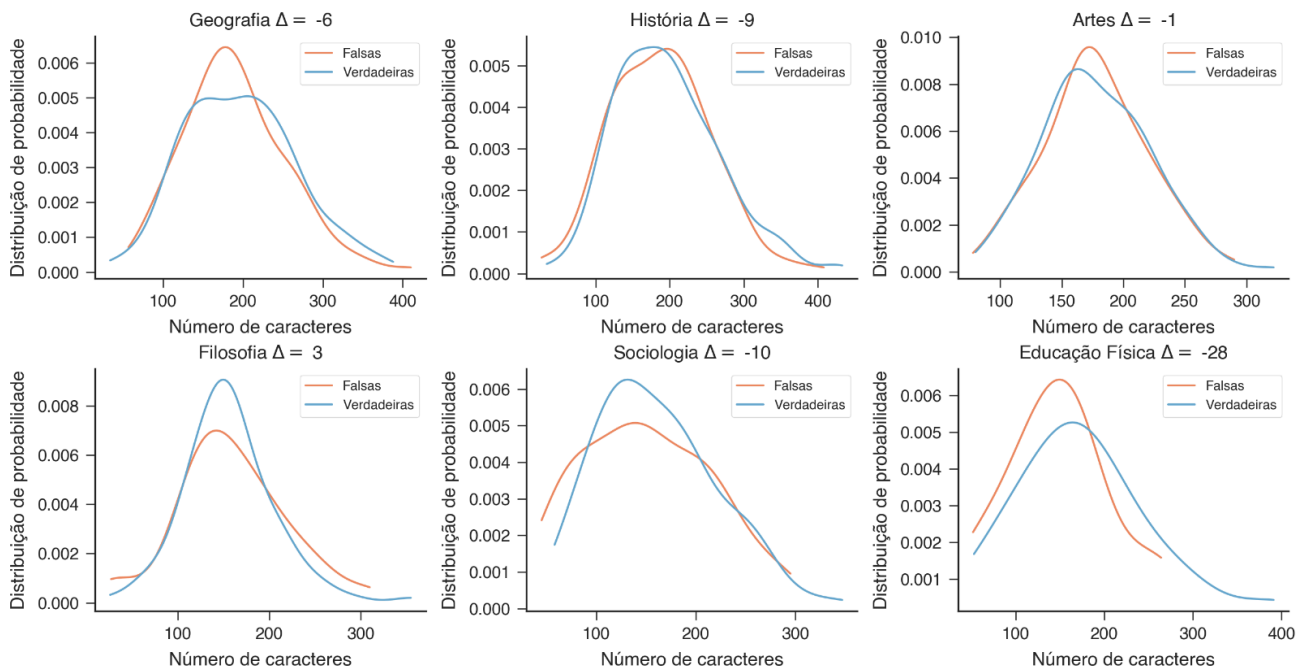 Geografia Δ = -6
Distribuição de probabilidade
0.006
0.005
0.004
0.003
0.002
0.001
0.000
Falsas
Verdadeiras
100
200
300
400
Número de caracteres
História Δ = -9
Distribuição de probabilidade
0.005
0.004
0.003
0.002
0.001
0.000
Falsas
Verdadeiras
100
200
300
400
Número de caracteres
Artes Δ = -1
Distribuição de probabilidade
0.010
0.008
0.006
0.004
0.002
0.000
Falsas
Verdadeiras
100
150
200
250
300
Número de caracteres
Filosofia Δ = 3
Distribuição de probabilidade
0.008
0.006
0.004
0.002
0.000
Falsas
Verdadeiras
100
200
300
Número de caracteres
Sociologia Δ = -10
Distribuição de probabilidade
0.006
0.005
0.004
0.003
0.002
0.001
0.000
Falsas
Verdadeiras
100
200
300
Número de caracteres
Educação Física Δ = -28
Distribuição de probabilidade
0.006
0.005
0.004
0.003
0.002
0.001
Falsas
Verdadeiras
100
200
300
400
Número de caracteres